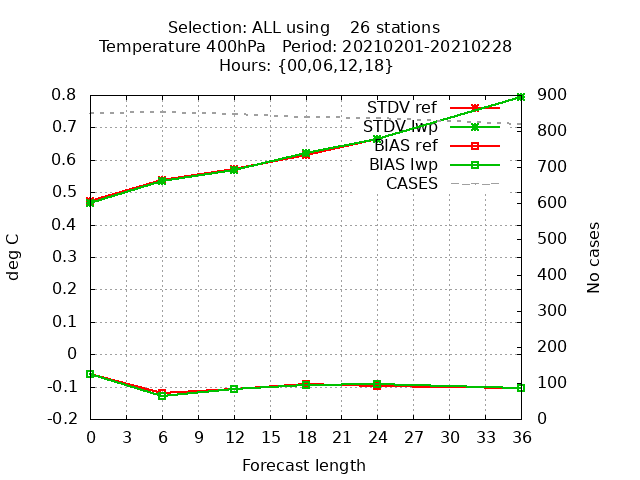 Selection: ALL using    26 stations
Temperature 400hPa   Period: 20210201-20210228
Hours: {00,06,12,18}
deg C
0.8
0.7
0.6
0.5
0.4
0.3
0.2
0.1
0
-0.1
-0.2
STDV ref
STDV lwp
BIAS ref
BIAS lwp
CASES
900
800
700
600
500
400
300
200
100
0
No cases
0 3 6 9 12 15 18 21 24 27 30 33 36
Forecast length